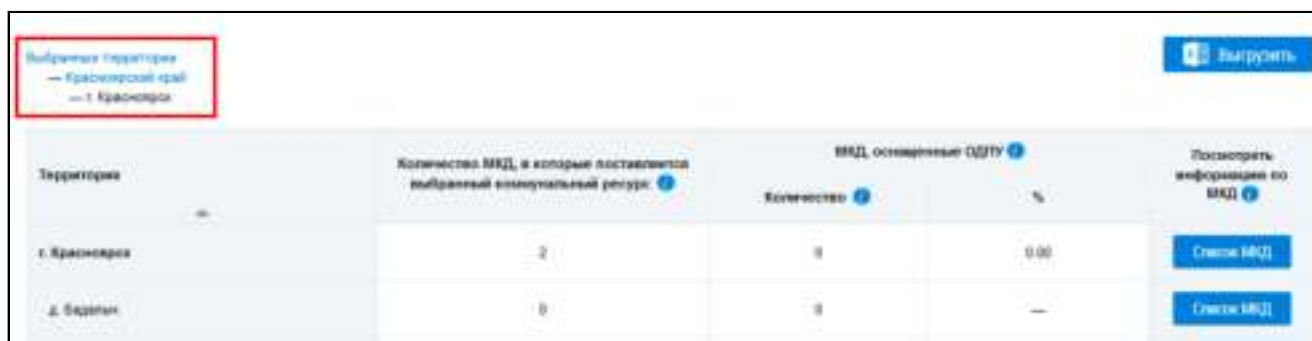 Выбранные территории
— Красноярский край
— г. Красноярск
Выгрузить
Территория
Количество МКД, в которые поставляется
выбранный коммунальный ресурс
МКД, оснащенные ОДПУ
Количество
%
Посмотреть
информацию по
МКД
г. Красноярск
2
0
0.00
Список МКД
д. Бадалык
0
0
—
Список МКД